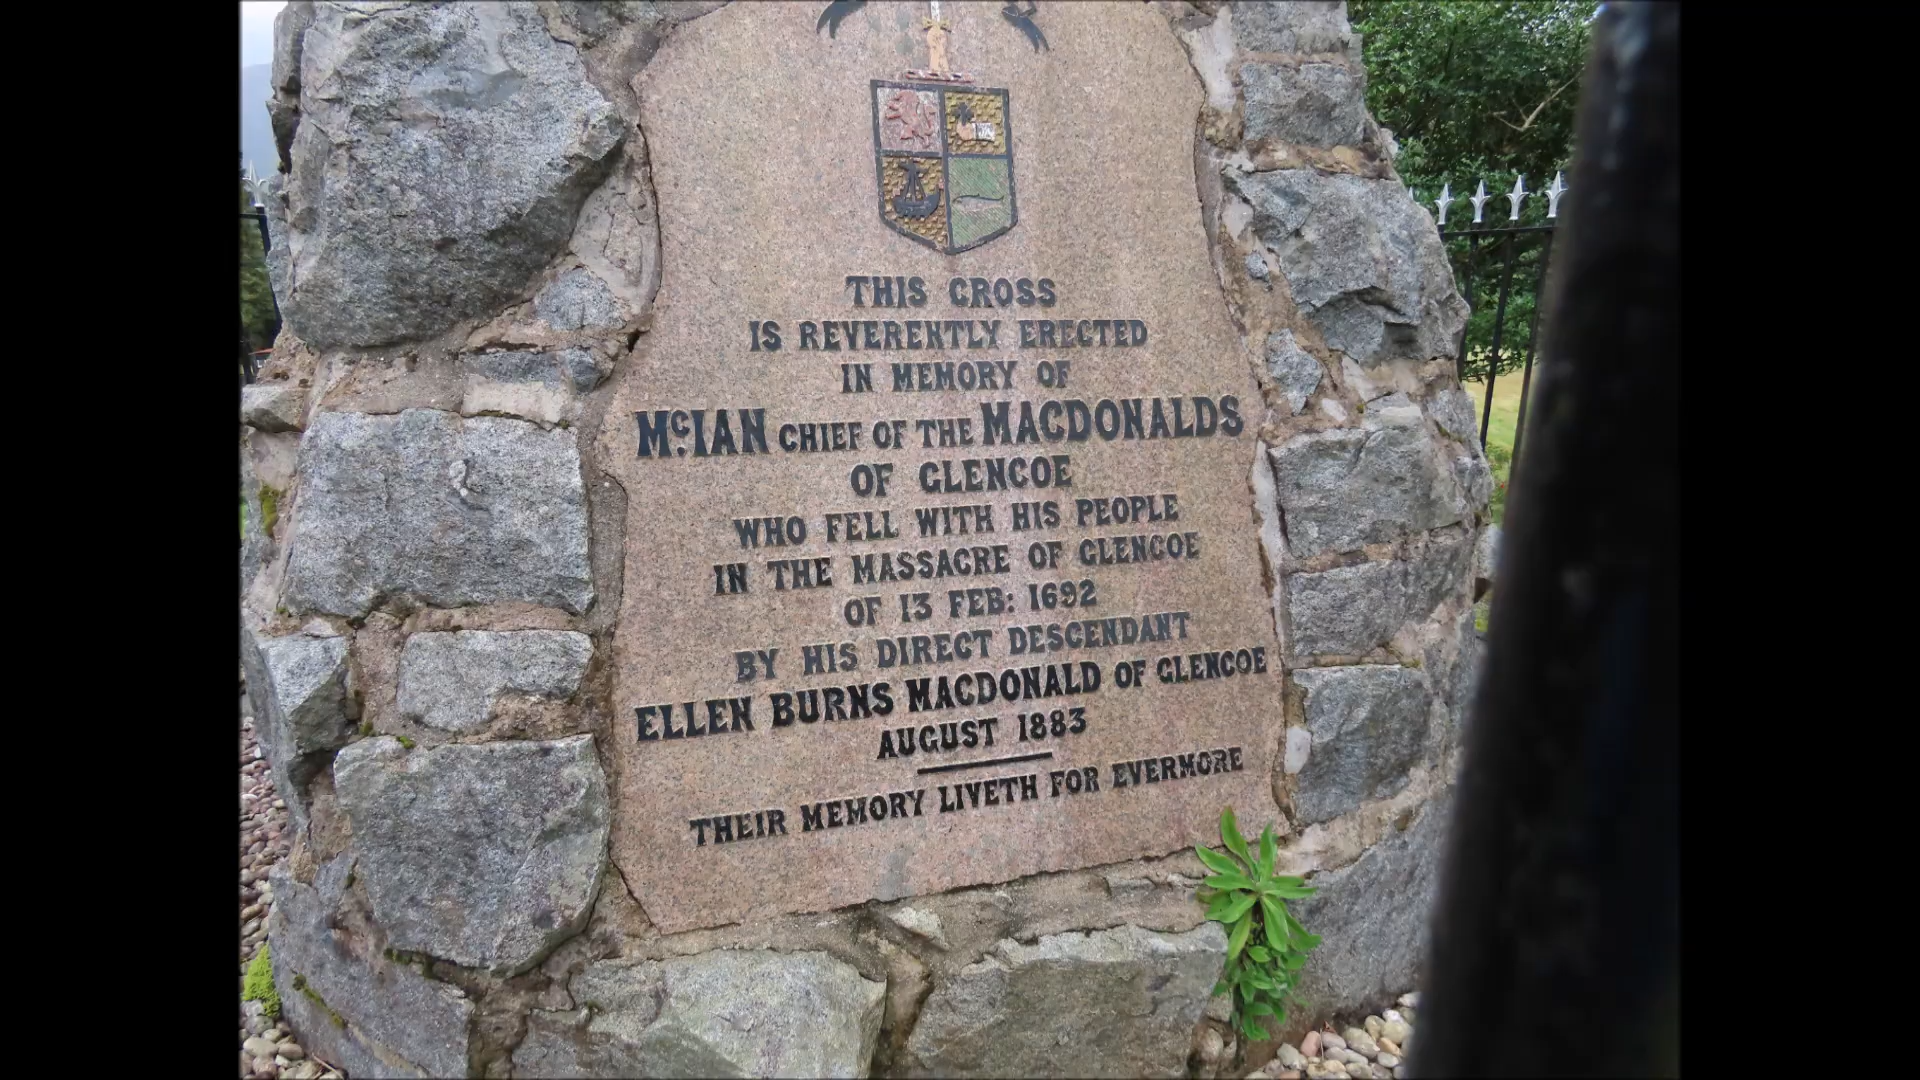 THIS CROSS
IS REVERENTLY ERECTED
IN MEMORY OF
McIAN CHIEF OF THE MACDONALDS
OF GLENCOE
WHO FELL WITH HIS PEOPLE
IN THE MASSACRE OF GLENCOE
OF 13 FEB: 1692
BY HIS DIRECT DESCENDANT
ELLEN BURNS MACDONALD OF GLENCOE
AUGUST 1883
THEIR MEMORY LIVETH FOR EVERMORE